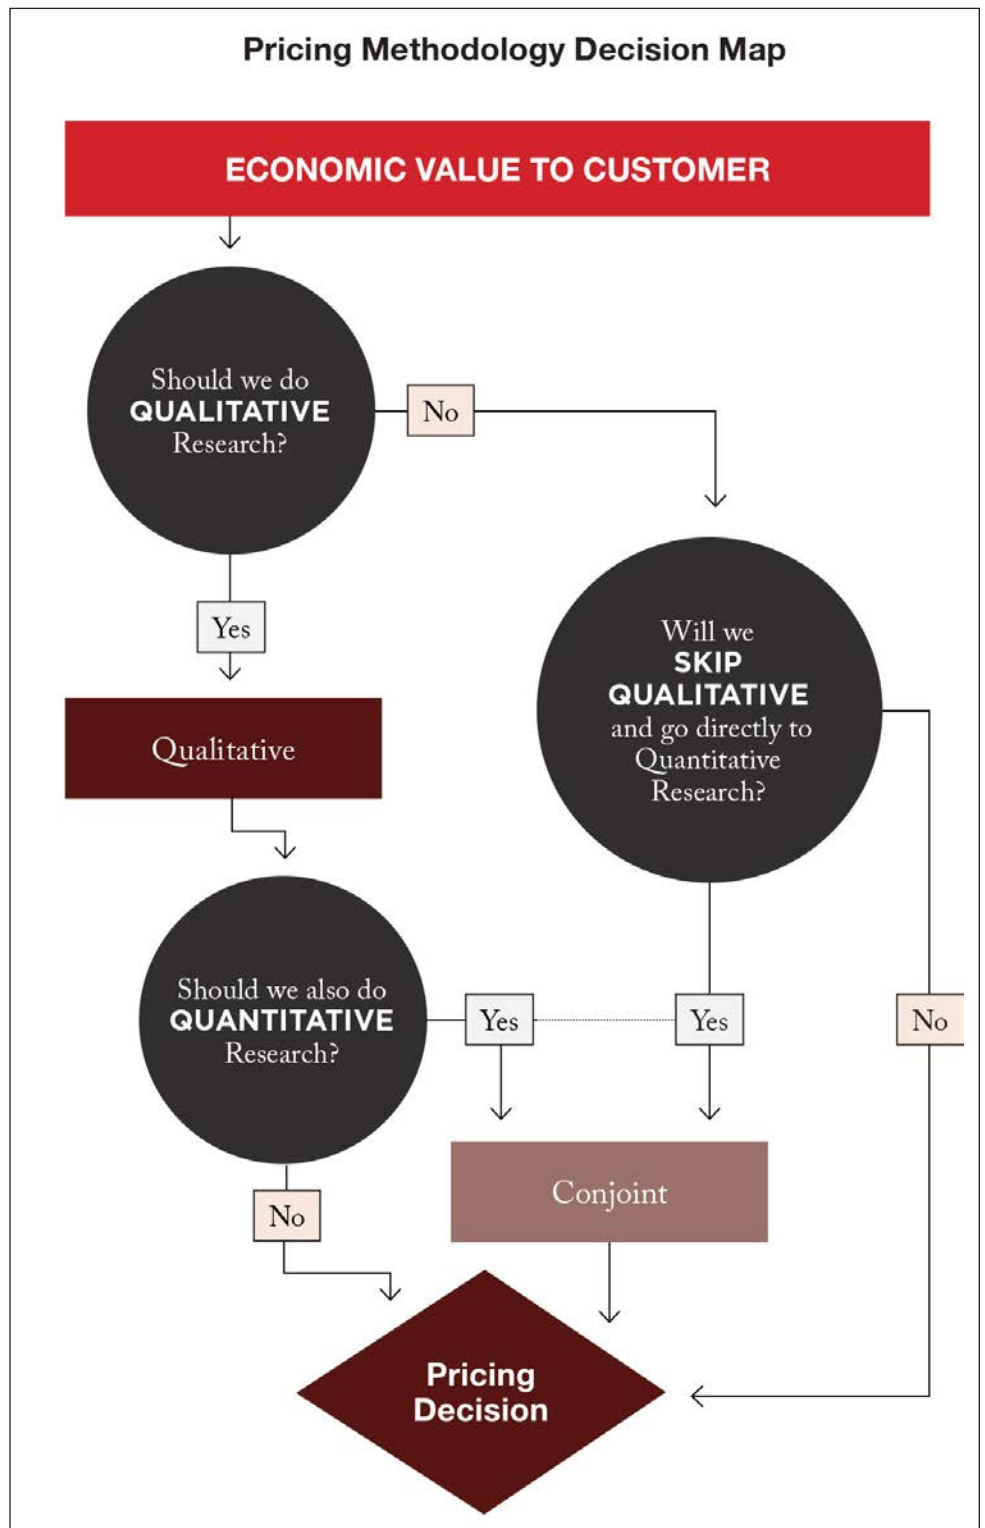 Pricing Methodology Decision Map
ECONOMIC VALUE TO CUSTOMER
Should we do
QUALITATIVE
Research?
No
Yes
Will we
SKIP
QUALITATIVE
and go directly to
Quantitative
Research?
Qualitative
Should we also do
QUANTITATIVE
Research?
Yes
Yes
No
Conjoint
No
Pricing
Decision